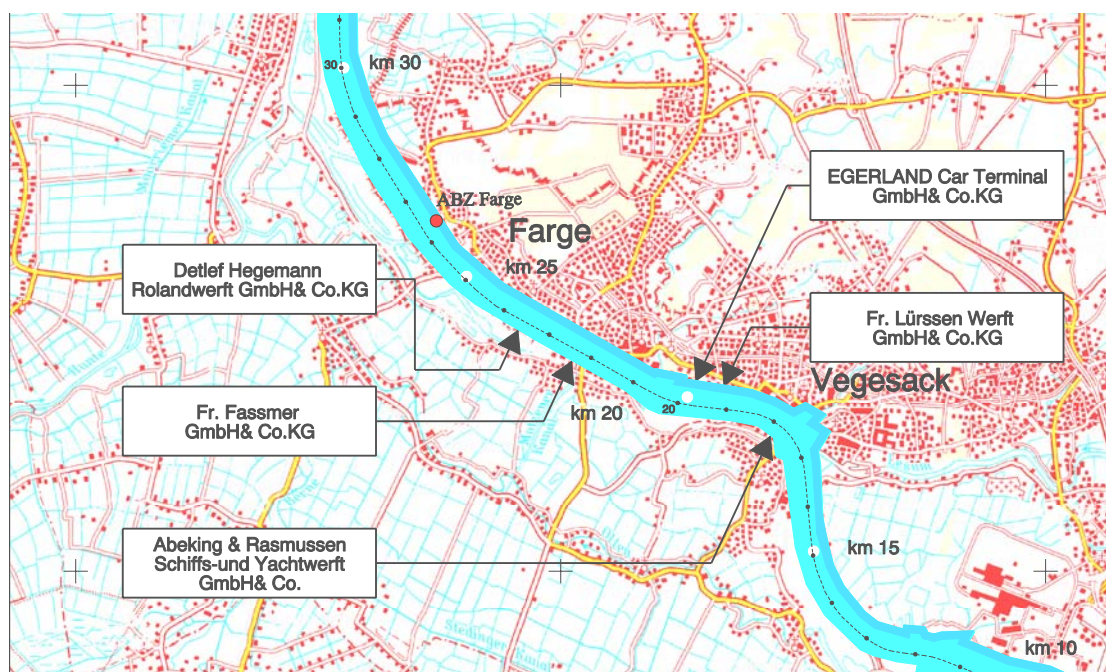 km 30
30
ABZ Farge
Farge
km 25
EGERLAND Car Terminal
GmbH& Co.KG
Detlef Hegemann
Rolandwerft GmbH& Co.KG
Fr. Lürssen Werft
GmbH& Co.KG
Vegesack
Fr. Fassmer
GmbH& Co.KG
km 20
20
Abeking & Rasmussen
Schiffs-und Yachtwerft
GmbH& Co.
km 15
Stedinger Kanal
km 10